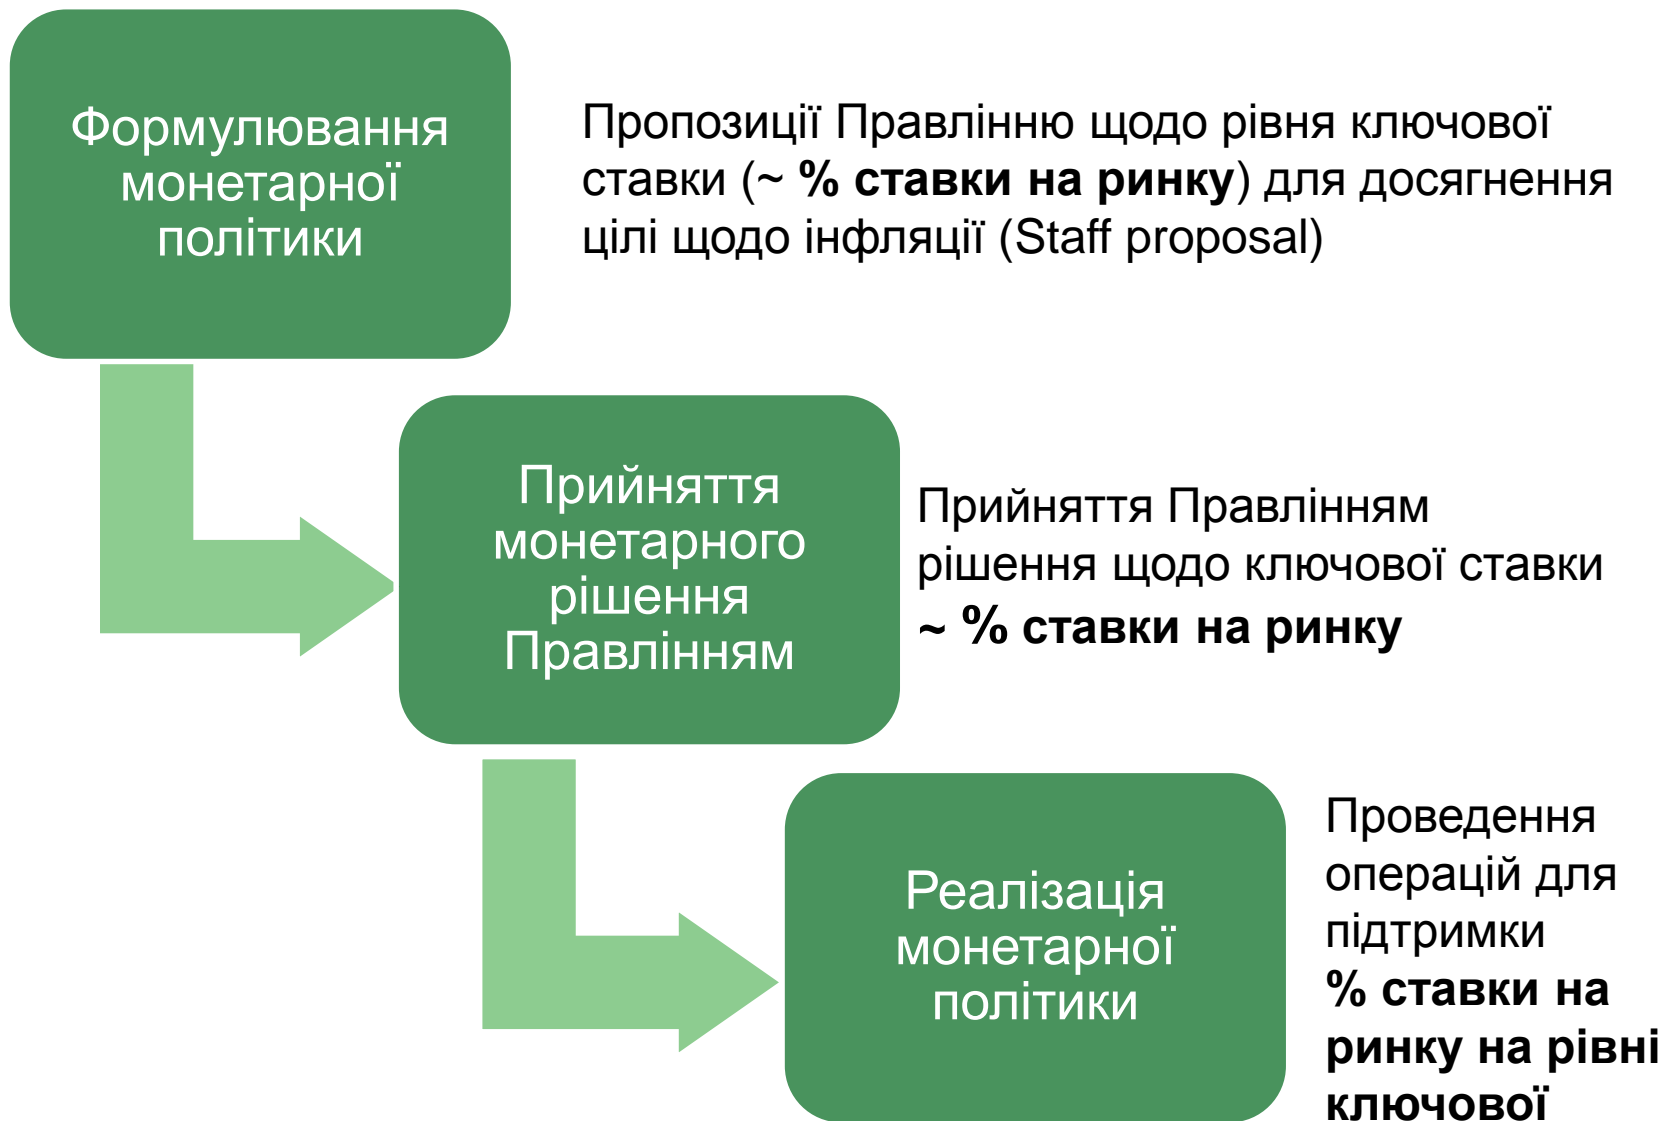 Формулювання
монетарної
політики
Пропозиції Правлінню щодо рівня ключової
ставки (~ % ставки на ринку) для досягнення
цілі щодо інфляції (Staff proposal)
Прийняття
монетарного
рішення
Правлінням
Прийняття Правлінням
рішення щодо ключової ставки
~ % ставки на ринку
Реалізація
монетарної
політики
Проведення
операцій для
підтримки
% ставки на
ринку на рівні
ключової